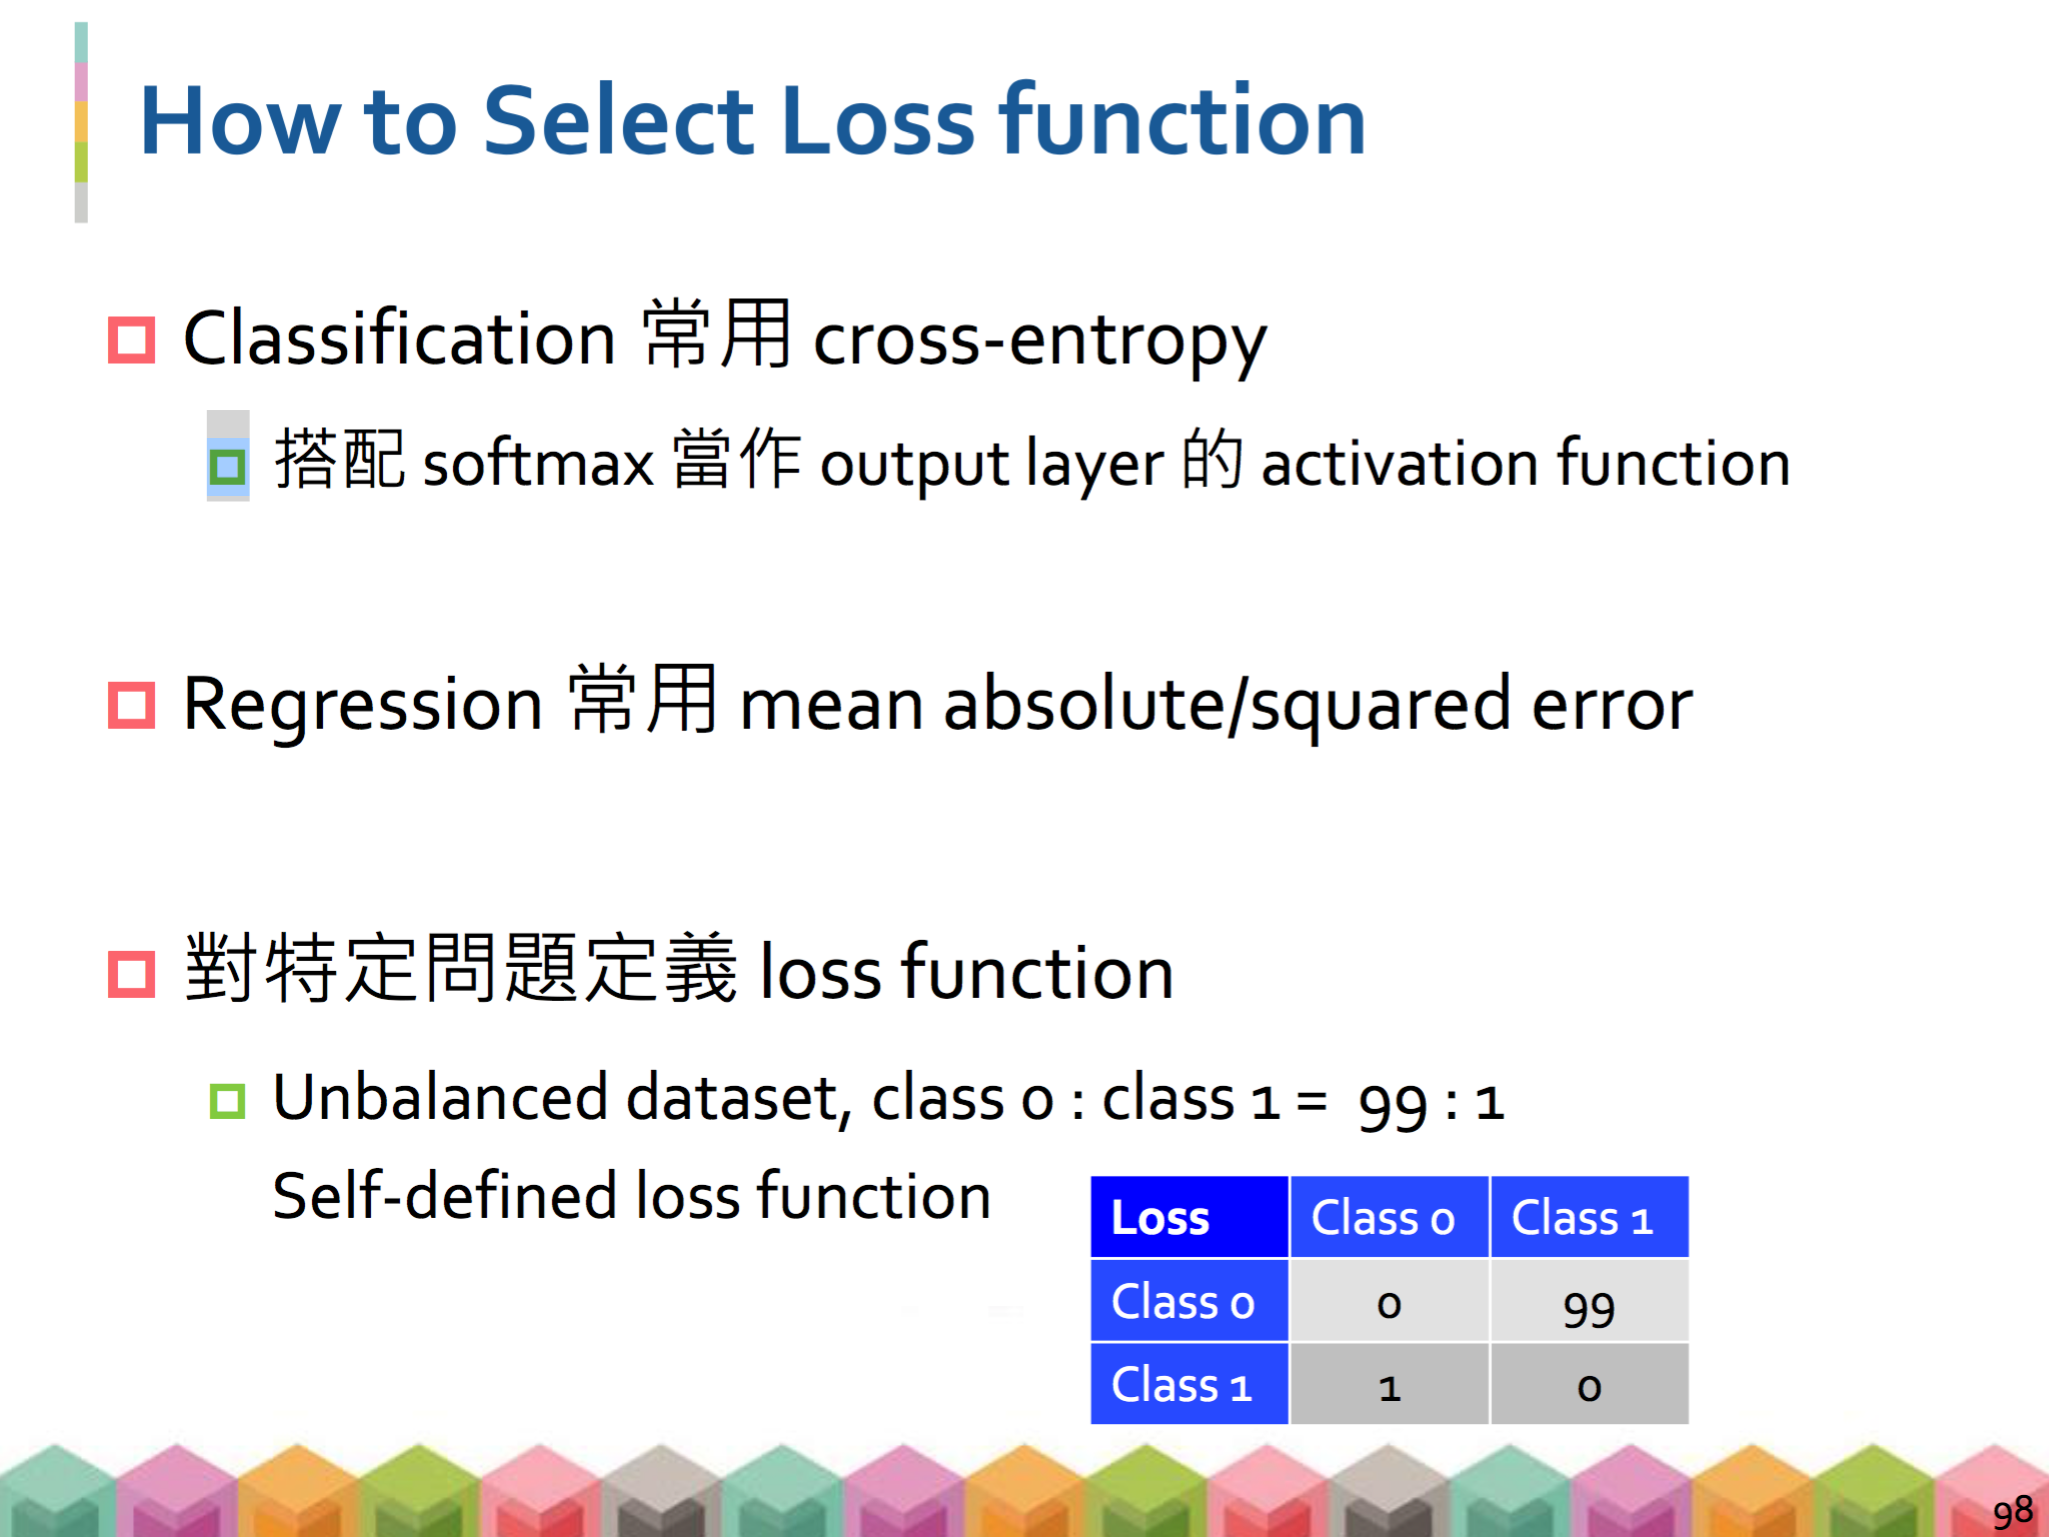 How to Select Loss function
Classification 常用 cross-entropy
搭配 softmax 當作 output layer 的 activation function
Regression 常用 mean absolute/squared error
對特定問題定義 loss function
Unbalanced dataset, class 0 : class 1 = 99 : 1
Self-defined loss function
Loss Class 0 Class 1
Class 0 0 99
Class 1 1 0
98